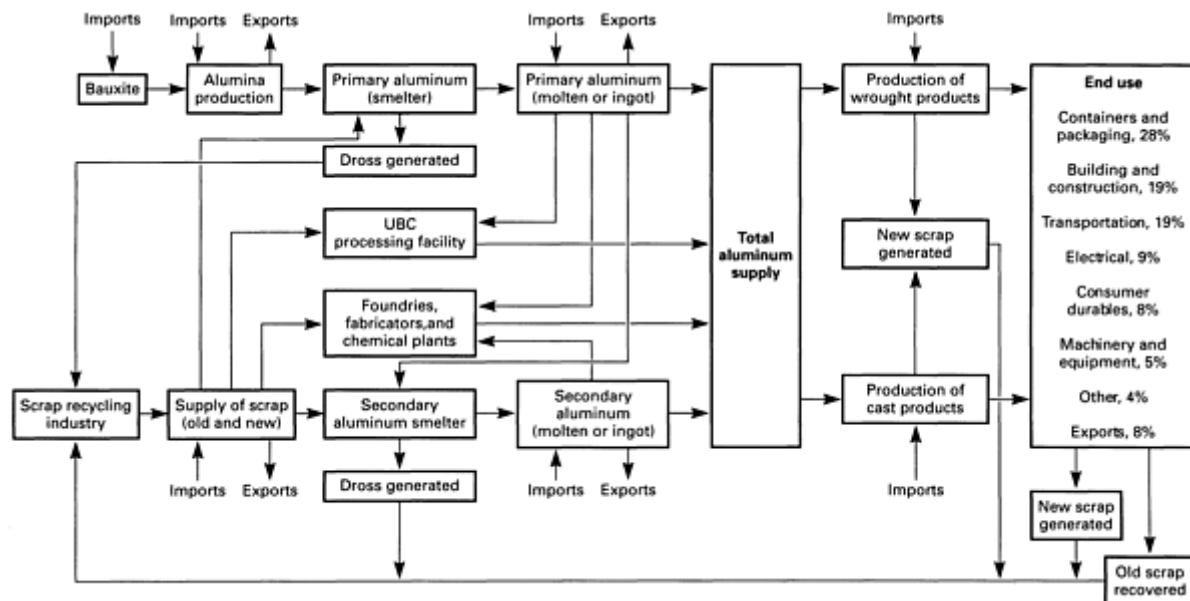 Imports
Imports
Exports
Imports
Exports
Imports
Bauxite
Alumina
production
Primary aluminum
(smelter)
Primary aluminum
(molten or ingot)
Production of
wrought products
Dross generated
UBC
processing facility
Foundries,
fabricators,and
chemical plants
Total
aluminum
supply
New scrap
generated
Scrap recycling
industry
Supply of scrap
(old and new)
Secondary
aluminum smelter
Secondary
aluminum
(molten or ingot)
Production of
cast products
Imports
Exports
Dross generated
Imports
Exports
Imports
End use
Containers and
packaging, 28%
Building and
construction, 19%
Transportation, 19%
Electrical, 9%
Consumer
durables, 8%
Machinery and
equipment, 5%
Other, 4%
Exports, 8%
New scrap
generated
Old scrap
recovered